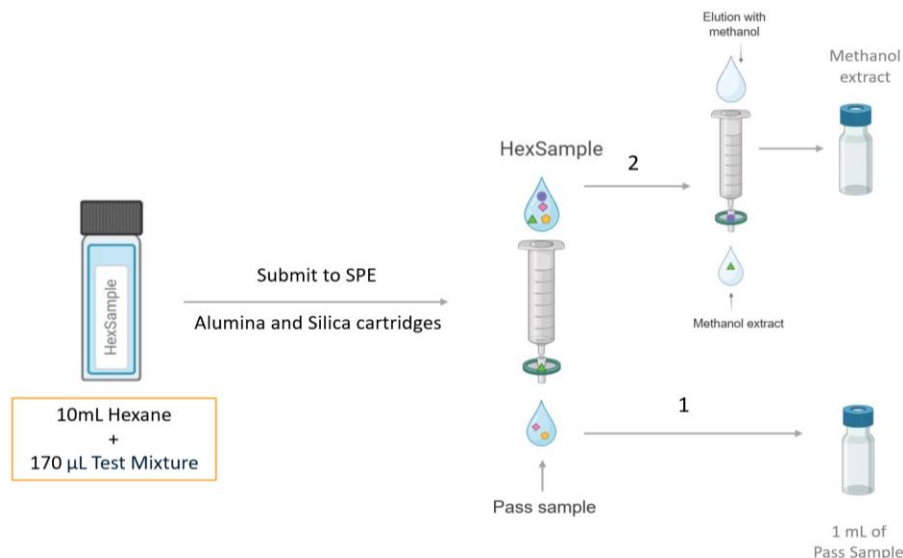 HexSample
10mL Hexane
+
170 µL Test Mixture
Submit to SPE
Alumina and Silica cartridges
HexSample
2
Elution with
methanol
Methanol
extract
Methanol extract
1
Pass sample
1 mL of
Pass Sample